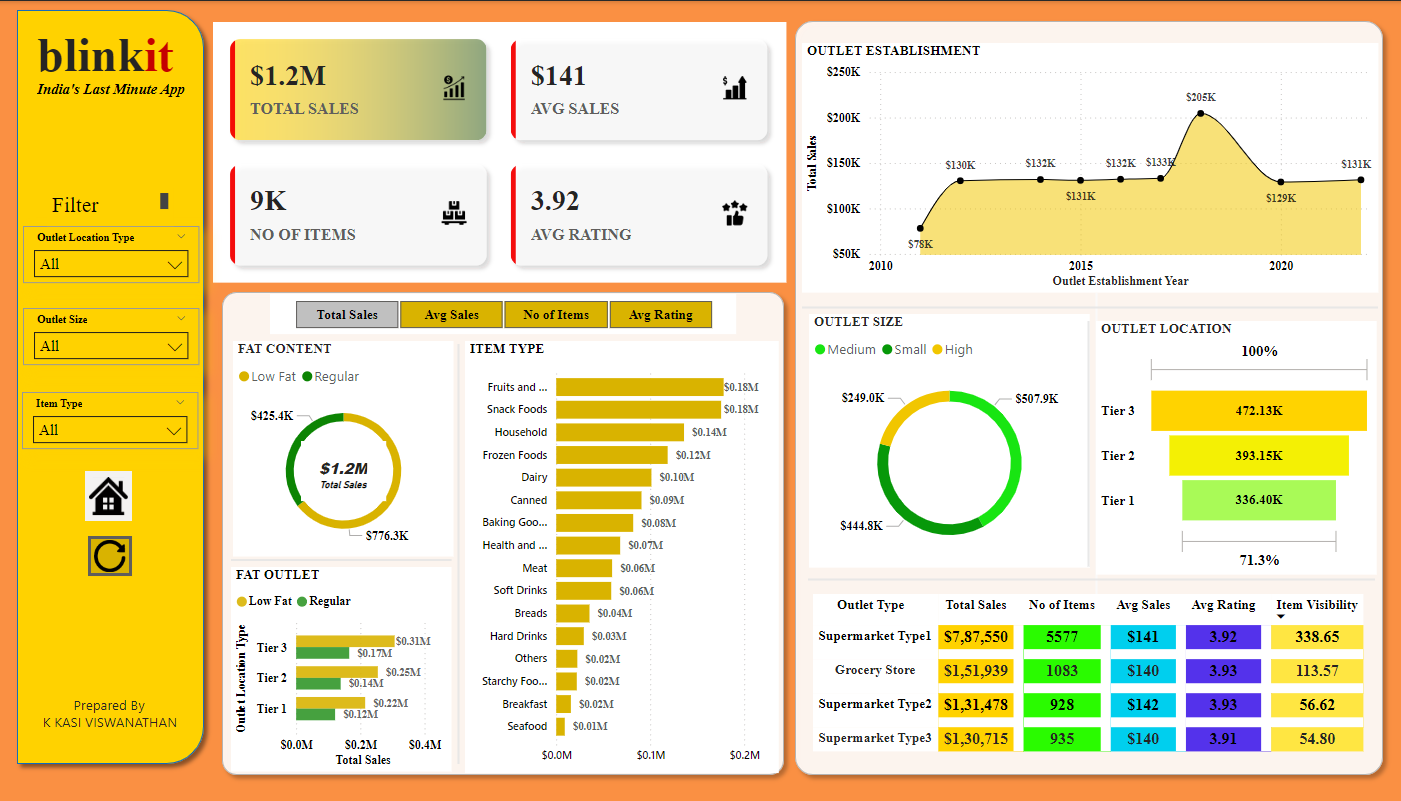 blinkit
India's Last Minute App
Filter
Outlet Location Type
All
Outlet Size
All
Item Type
All
Prepared By
K KASI VISWANATHAN
$1.2M
TOTAL SALES
$141
AVG SALES
9K
NO OF ITEMS
3.92
AVG RATING
Total Sales Avg Sales No of Items Avg Rating
FAT CONTENT
Low Fat Regular
$425.4K
$1.2M
Total Sales
$776.3K
FAT OUTLET
Low Fat Regular
Outlet Location Type
Tier 3 $0.31M
$0.17M
Tier 2 $0.25M
$0.14M
Tier 1 $0.22M
$0.12M
$0.0M $0.2M $0.4M
Total Sales
ITEM TYPE
Fruits and ... $0.18M
Snack Foods $0.18M
Household $0.14M
Frozen Foods $0.12M
Dairy $0.10M
Canned $0.09M
Baking Goo... $0.08M
Health and ... $0.07M
Meat $0.06M
Soft Drinks $0.06M
Breads $0.04M
Hard Drinks $0.03M
Others $0.02M
Starchy Foo... $0.02M
Breakfast $0.02M
Seafood $0.01M
$0.0M $0.1M $0.2M
OUTLET ESTABLISHMENT
Total Sales
$250K
$200K
$150K
$100K
$50K
$78K
$130K
$132K
$131K
$132K
$133K
$205K
$129K
$131K
2010 2015 2020
Outlet Establishment Year
OUTLET SIZE
Medium Small High
$249.0K
$507.9K
$444.8K
OUTLET LOCATION
100%
Tier 3 472.13K
Tier 2 393.15K
Tier 1 336.40K
71.3%
Outlet Type Total Sales No of Items Avg Sales Avg Rating Item Visibility
Supermarket Type1 $7,87,550 5577 $141 3.92 338.65
Grocery Store $1,51,939 1083 $140 3.93 113.57
Supermarket Type2 $1,31,478 928 $142 3.93 56.62
Supermarket Type3 $1,30,715 935 $140 3.91 54.80